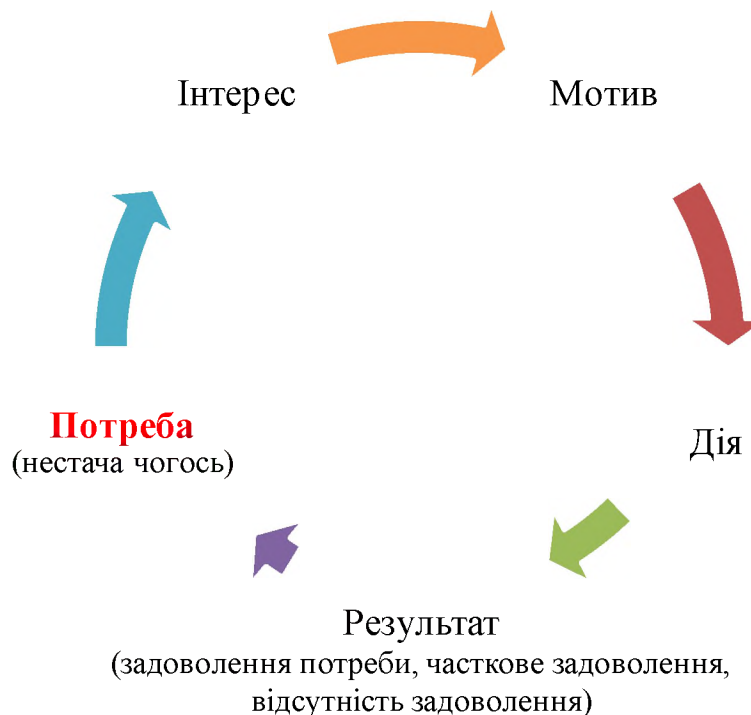 Інтерес
Мотив
Потреба
(нестача чогось)
Дія
Результат
(задоволення потреби, часткове задоволення,
відсутність задоволення)